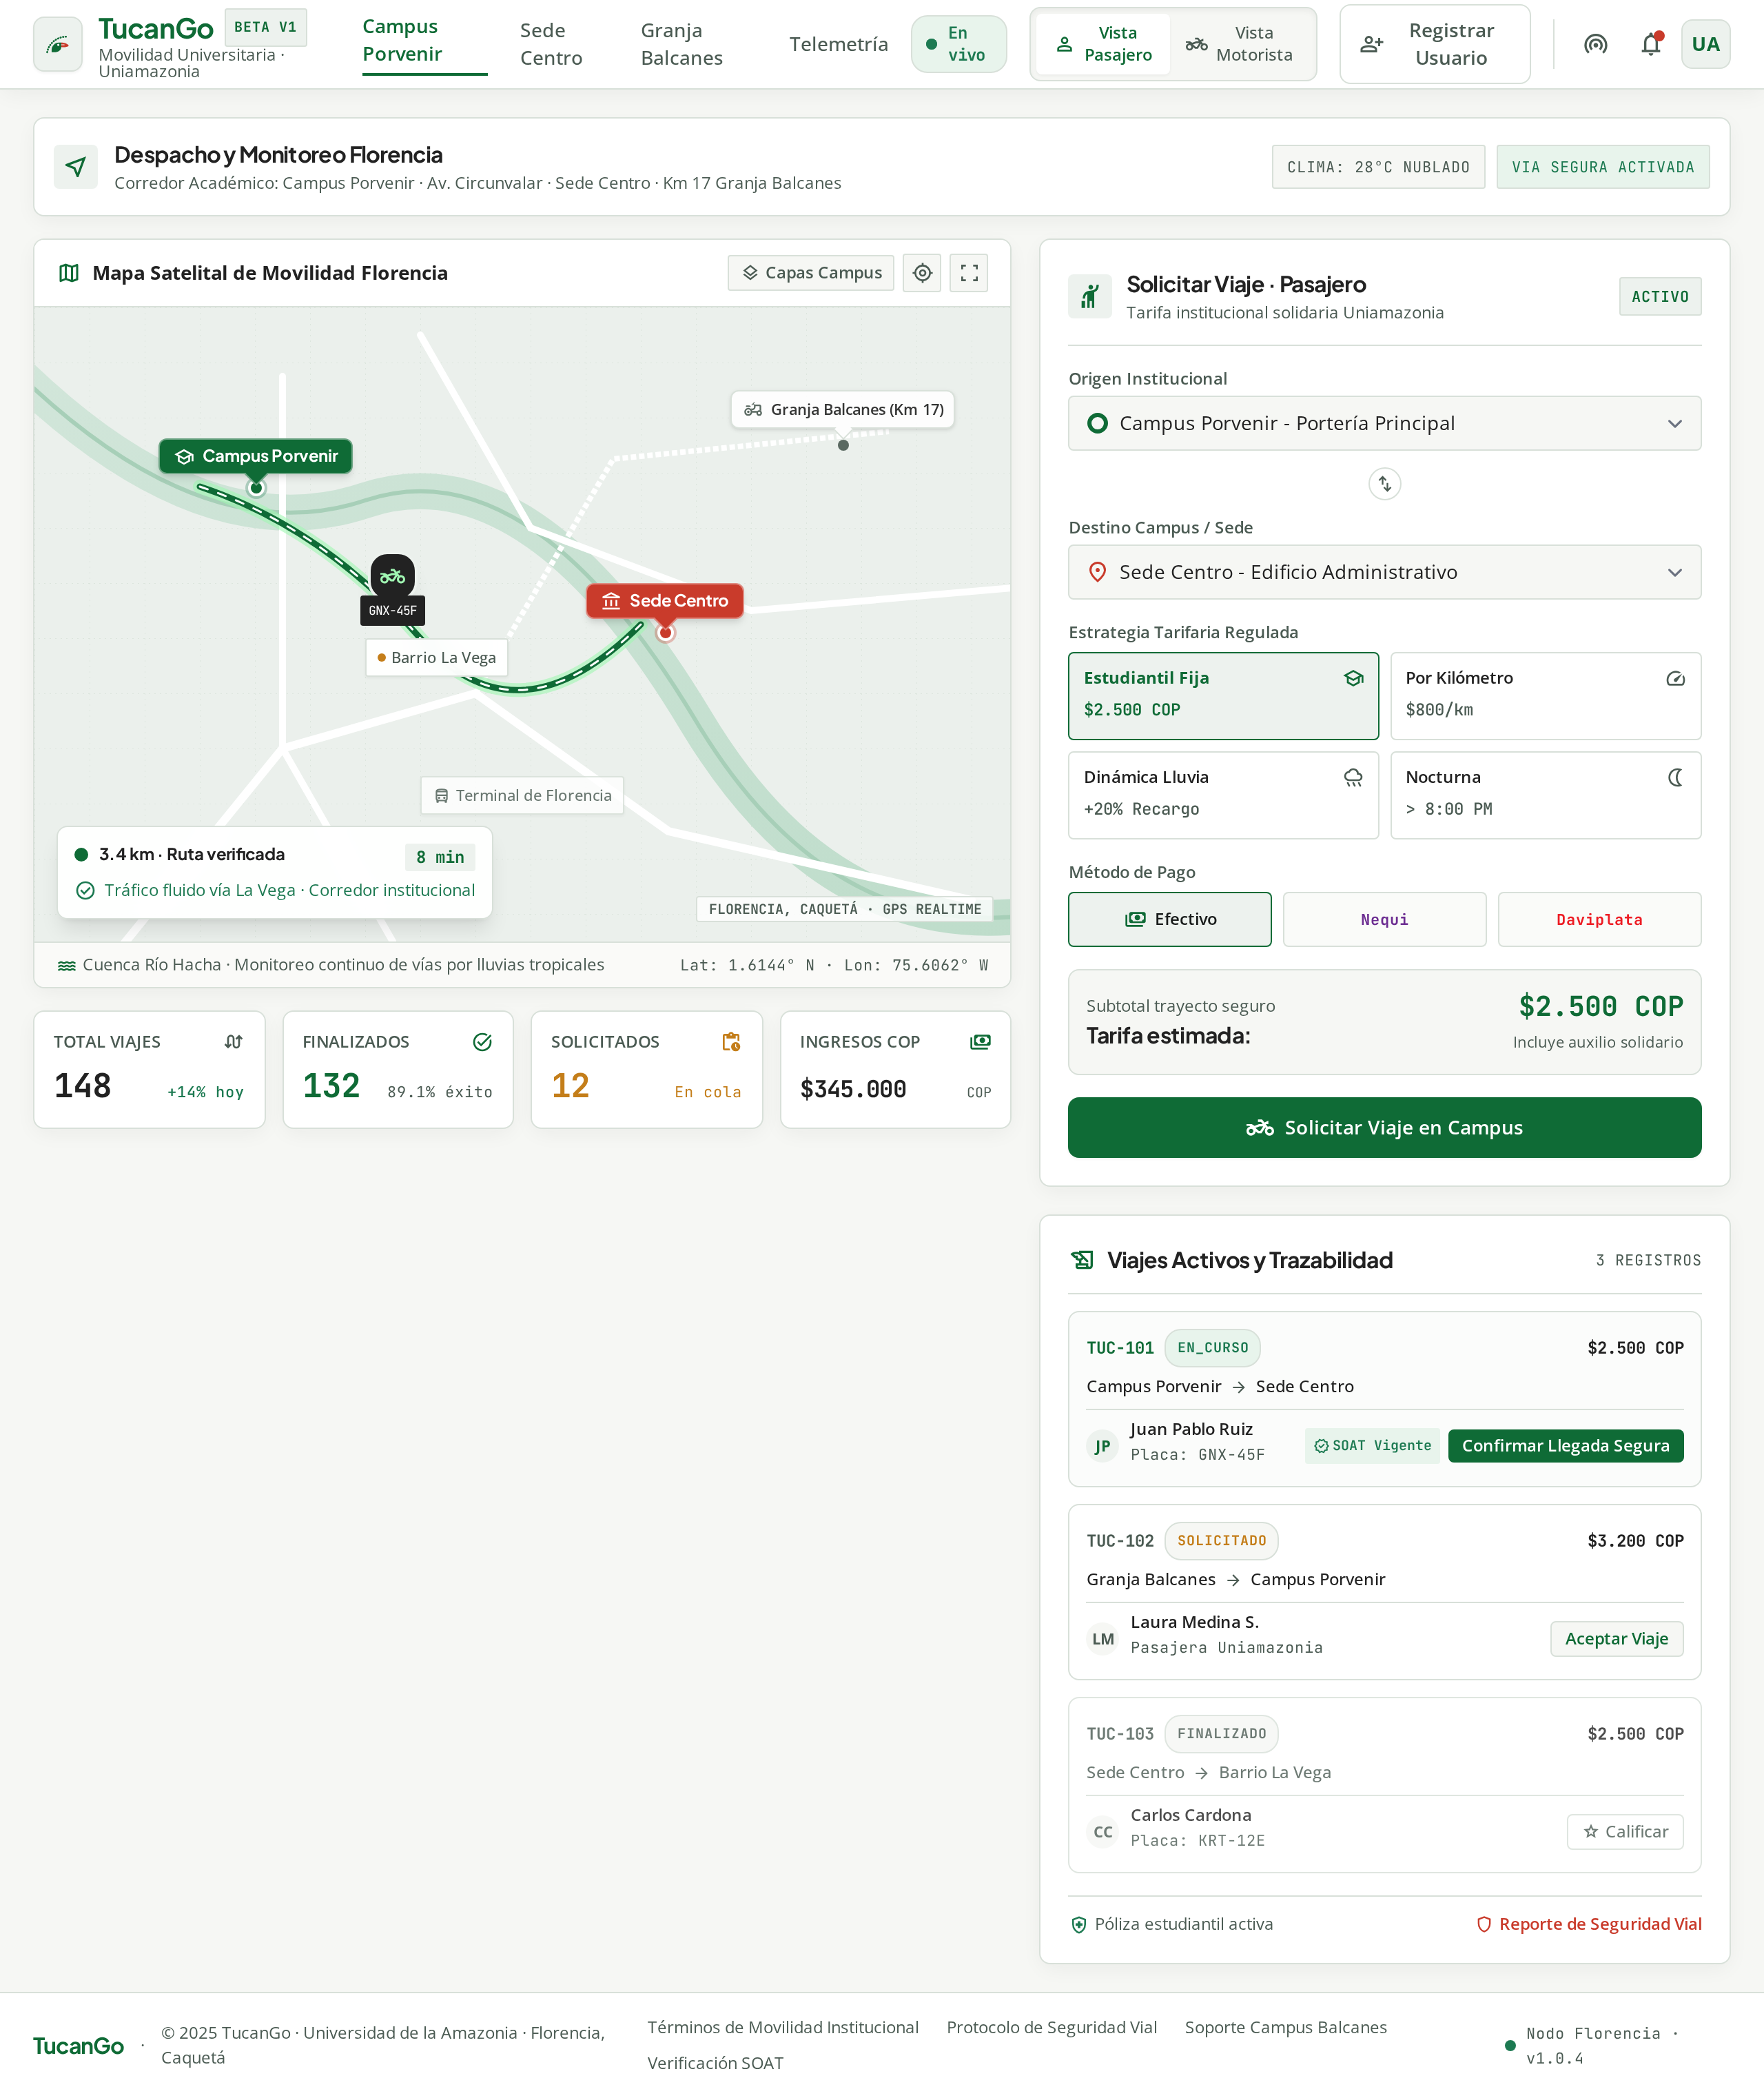 TucanGo
BETA V1
Movilidad Universitaria ·
Uniamazonia
Campus
Porvenir
Sede
Centro
Granja
Balcanes
Telemetría
En
vivo
Vista
Pasajero
Vista
Motorista
Registrar
Usuario
UA
Despacho y Monitoreo Florencia
Corredor Académico: Campus Porvenir · Av. Circunvalar · Sede Centro · Km 17 Granja Balcanes
CLIMA: 28°C NUBLADO
VIA SEGURA ACTIVADA
Mapa Satelital de Movilidad Florencia
Capas Campus
Granja Balcanes (Km 17)
Campus Porvenir
GNX-45F
Sede Centro
Barrio La Vega
Terminal de Florencia
3.4 km · Ruta verificada
8 min
Tráfico fluido vía La Vega · Corredor institucional
FLORENCIA, CAQUETÁ · GPS REALTIME
Cuenca Río Hacha · Monitoreo continuo de vías por lluvias tropicales
Lat: 1.6144° N · Lon: 75.6062° W
TOTAL VIAJES
148
+14% hoy
FINALIZADOS
132
89.1% éxito
SOLICITADOS
12
En cola
INGRESOS COP
$345.000
COP
Solicitar Viaje · Pasajero
Tarifa institucional solidaria Uniamazonia
ACTIVO
Origen Institucional
Campus Porvenir - Portería Principal
Destino Campus / Sede
Sede Centro - Edificio Administrativo
Estrategia Tarifaria Regulada
Estudiantil Fija
$2.500 COP
Por Kilómetro
$800/km
Dinámica Lluvia
+20% Recargo
Nocturna
> 8:00 PM
Método de Pago
Efectivo
Nequi
Daviplata
Subtotal trayecto seguro
Tarifa estimada:
$2.500 COP
Incluye auxilio solidario
Solicitar Viaje en Campus
Viajes Activos y Trazabilidad
3 REGISTROS
TUC-101
EN_CURSO
$2.500 COP
Campus Porvenir → Sede Centro
JP
Juan Pablo Ruiz
Placa: GNX-45F
SOAT Vigente
Confirmar Llegada Segura
TUC-102
SOLICITADO
$3.200 COP
Granja Balcanes → Campus Porvenir
LM
Laura Medina S.
Pasajera Uniamazonia
Aceptar Viaje
TUC-103
FINALIZADO
$2.500 COP
Sede Centro → Barrio La Vega
CC
Carlos Cardona
Placa: KRT-12E
Calificar
Póliza estudiantil activa
Reporte de Seguridad Vial
TucanGo
·
© 2025 TucanGo · Universidad de la Amazonia · Florencia,
Caquetá
Términos de Movilidad Institucional
Protocolo de Seguridad Vial
Soporte Campus Balcanes
Verificación SOAT
Nodo Florencia ·
v1.0.4